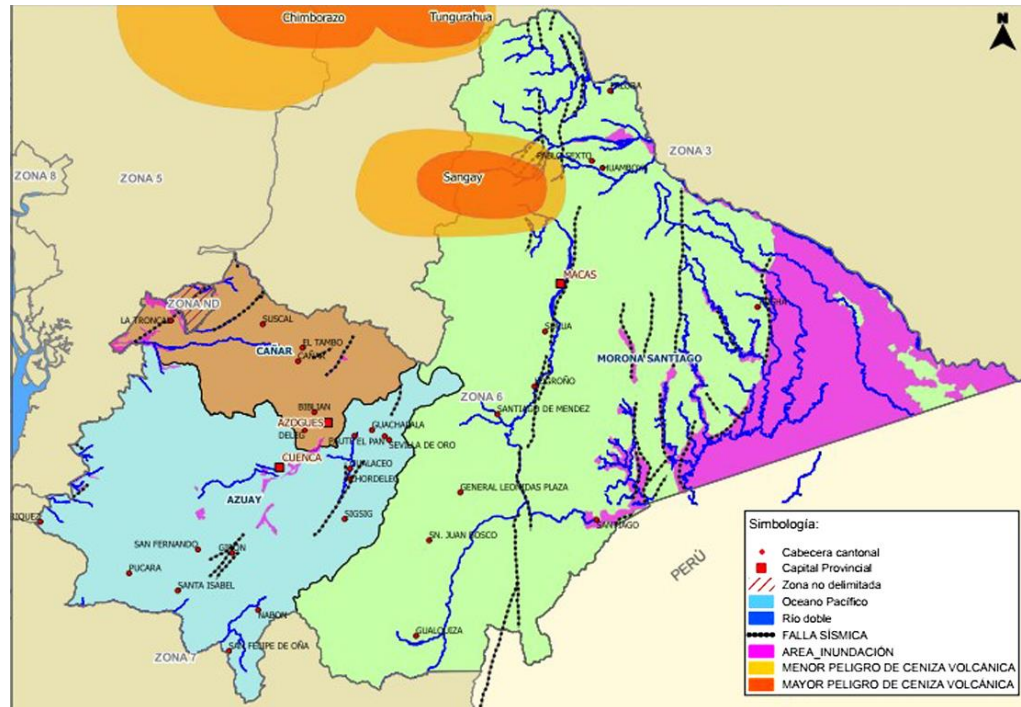 Chimborazo
Tungurahua
N
PALORA
ZONA 3
PABLO SEXTO
HUAMBOYA
ZONA 8
ZONA 5
Sangay
MACAS
ZONA ND
LA TRONCAL
SUSCAL
SUCUA
EL TAMBO
CAÑAR
CAÑAR
MORONA SANTIAGO
LOGROÑO
ZONA 6
BIBLIAN
SANTIAGO DE MENDEZ
AZOGUES
DELEG
GUACHAPALA
PAUTE
EL PAN
SEVILLA DE ORO
CUENCA
GUALACEO
CHORDELEG
AZUAY
GENERAL LEONIDAS PLAZA
SIGSIG
SANTIAGO
SN. JUAN BOSCO
SAN FERNANDO
GIRON
PUCARA
SANTA ISABEL
PERÚ
NABON
GUALQUIZA
SAN FELIPE DE OÑA
ZONA 7
Simbología:
Cabecera cantonal
Capital Provincial
Zona no delimitada
Oceano Pacífico
Río doble
FALLA SÍSMICA
AREA_INUNDACIÓN
MENOR PELIGRO DE CENIZA VOLCÁNICA
MAYOR PELIGRO DE CENIZA VOLCÁNICA